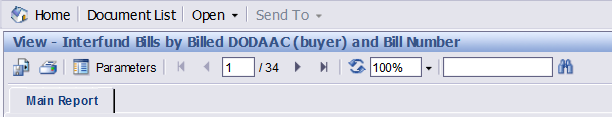 Home Document List Open Send To
View - Interfund Bills by Billed DODAAC (buyer) and Bill Number
Parameters 1 / 34 100%
Main Report